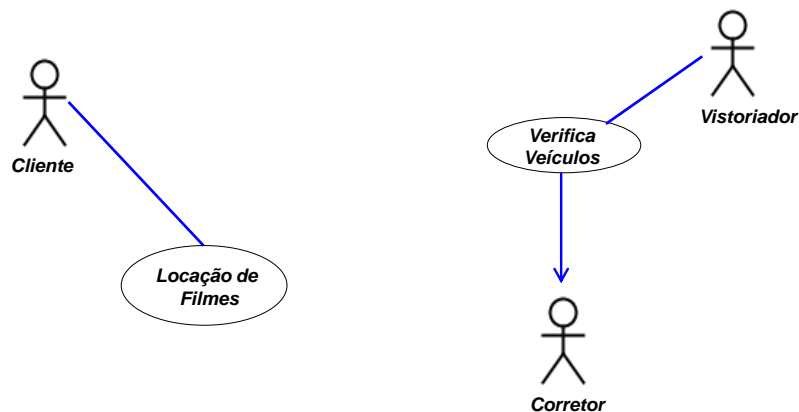 Cliente
Locação de
Filmes
Vistoriador
Verifica
Veículos
Corretor